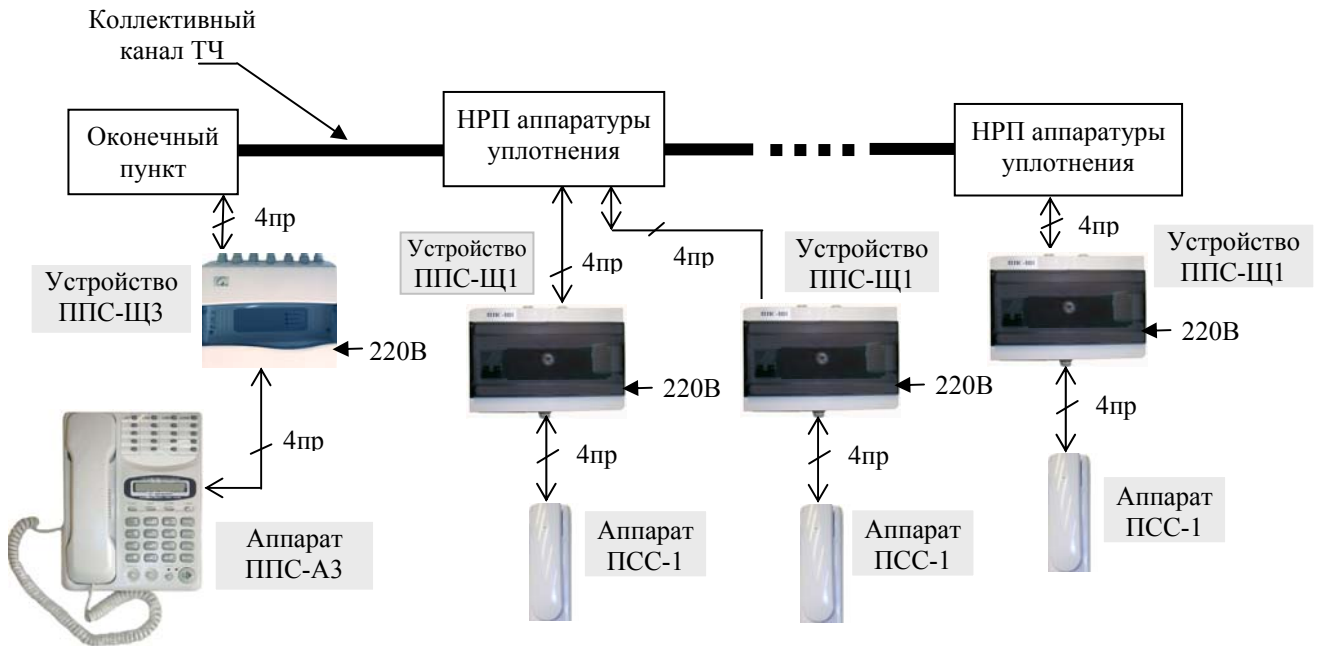 Коллективный
канал ТЧ
Оконечный
пункт
НРП аппаратуры
уплотнения
НРП аппаратуры
уплотнения
4пр
4пр
4пр
4пр
Устройство
ППС-Щ3
Устройство
ППС-Щ1
Устройство
ППС-Щ1
Устройство
ППС-Щ1
220В
220В
220В
220В
4пр
4пр
4пр
4пр
Аппарат
ППС-А3
Аппарат
ПСС-1
Аппарат
ПСС-1
Аппарат
ПСС-1